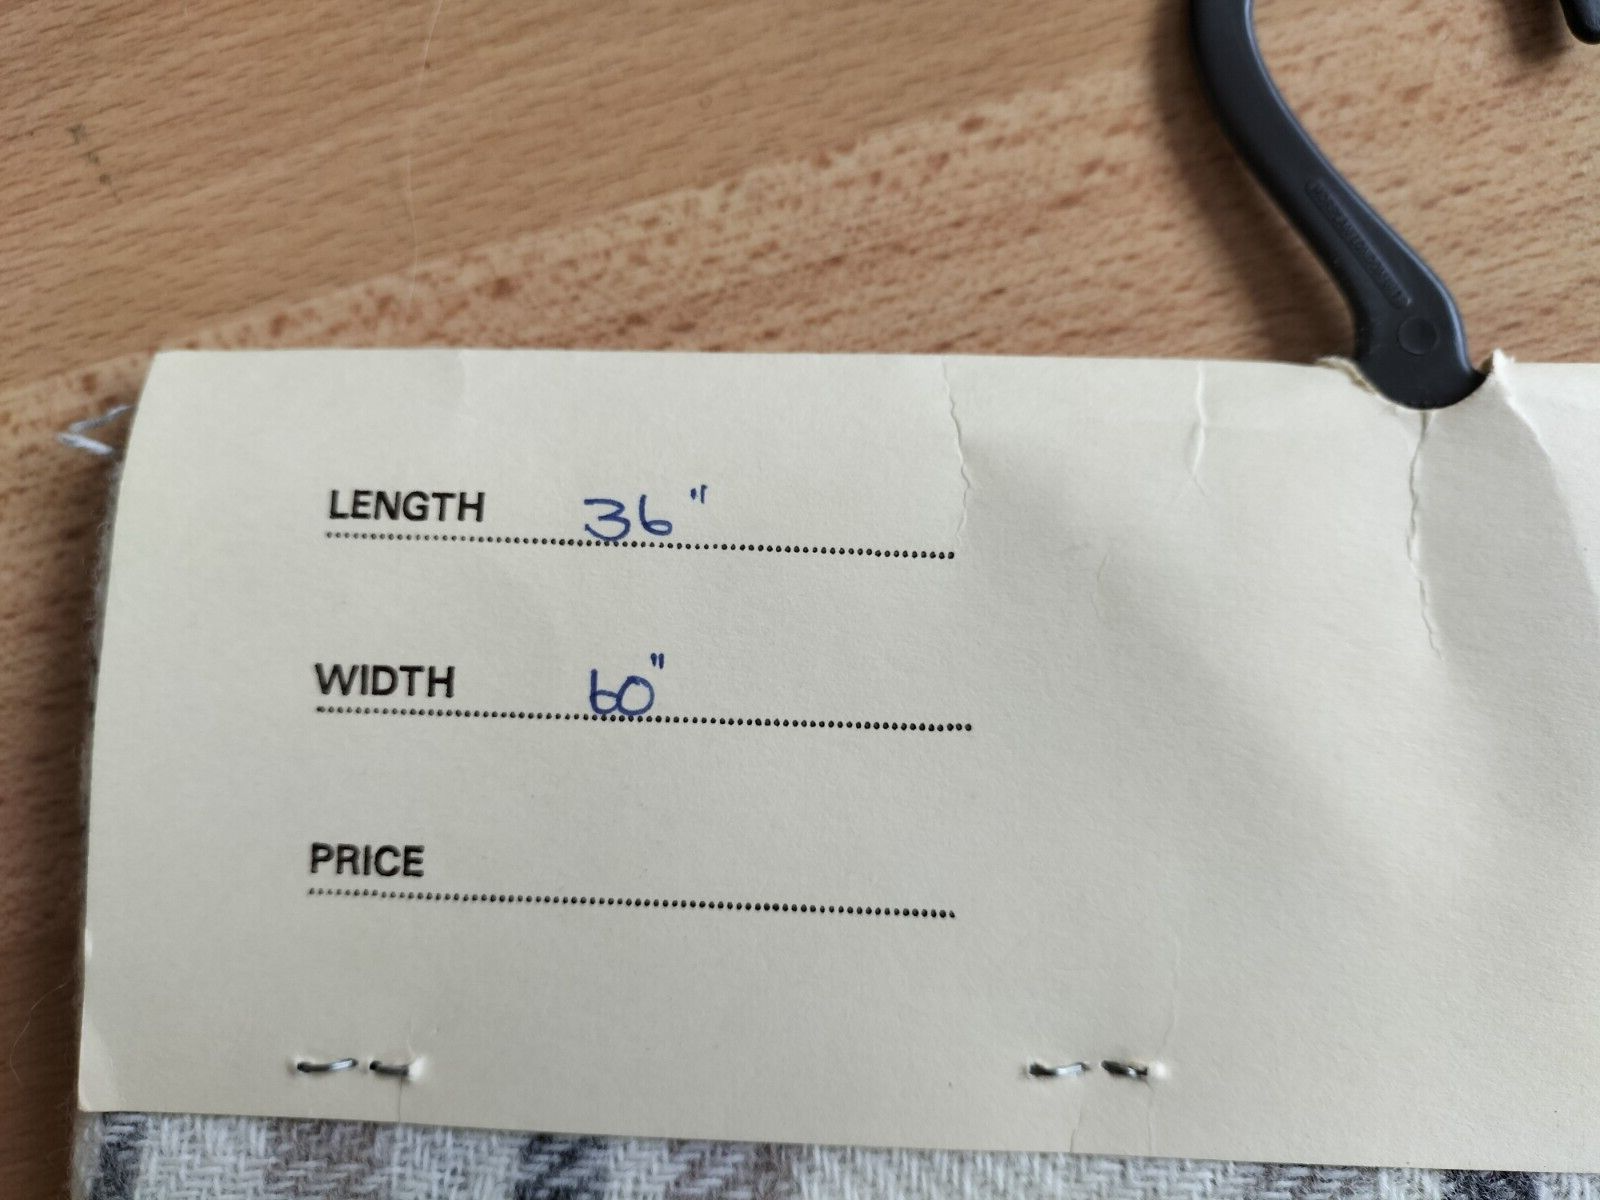 LENGTH 36"
WIDTH 60"
PRICE